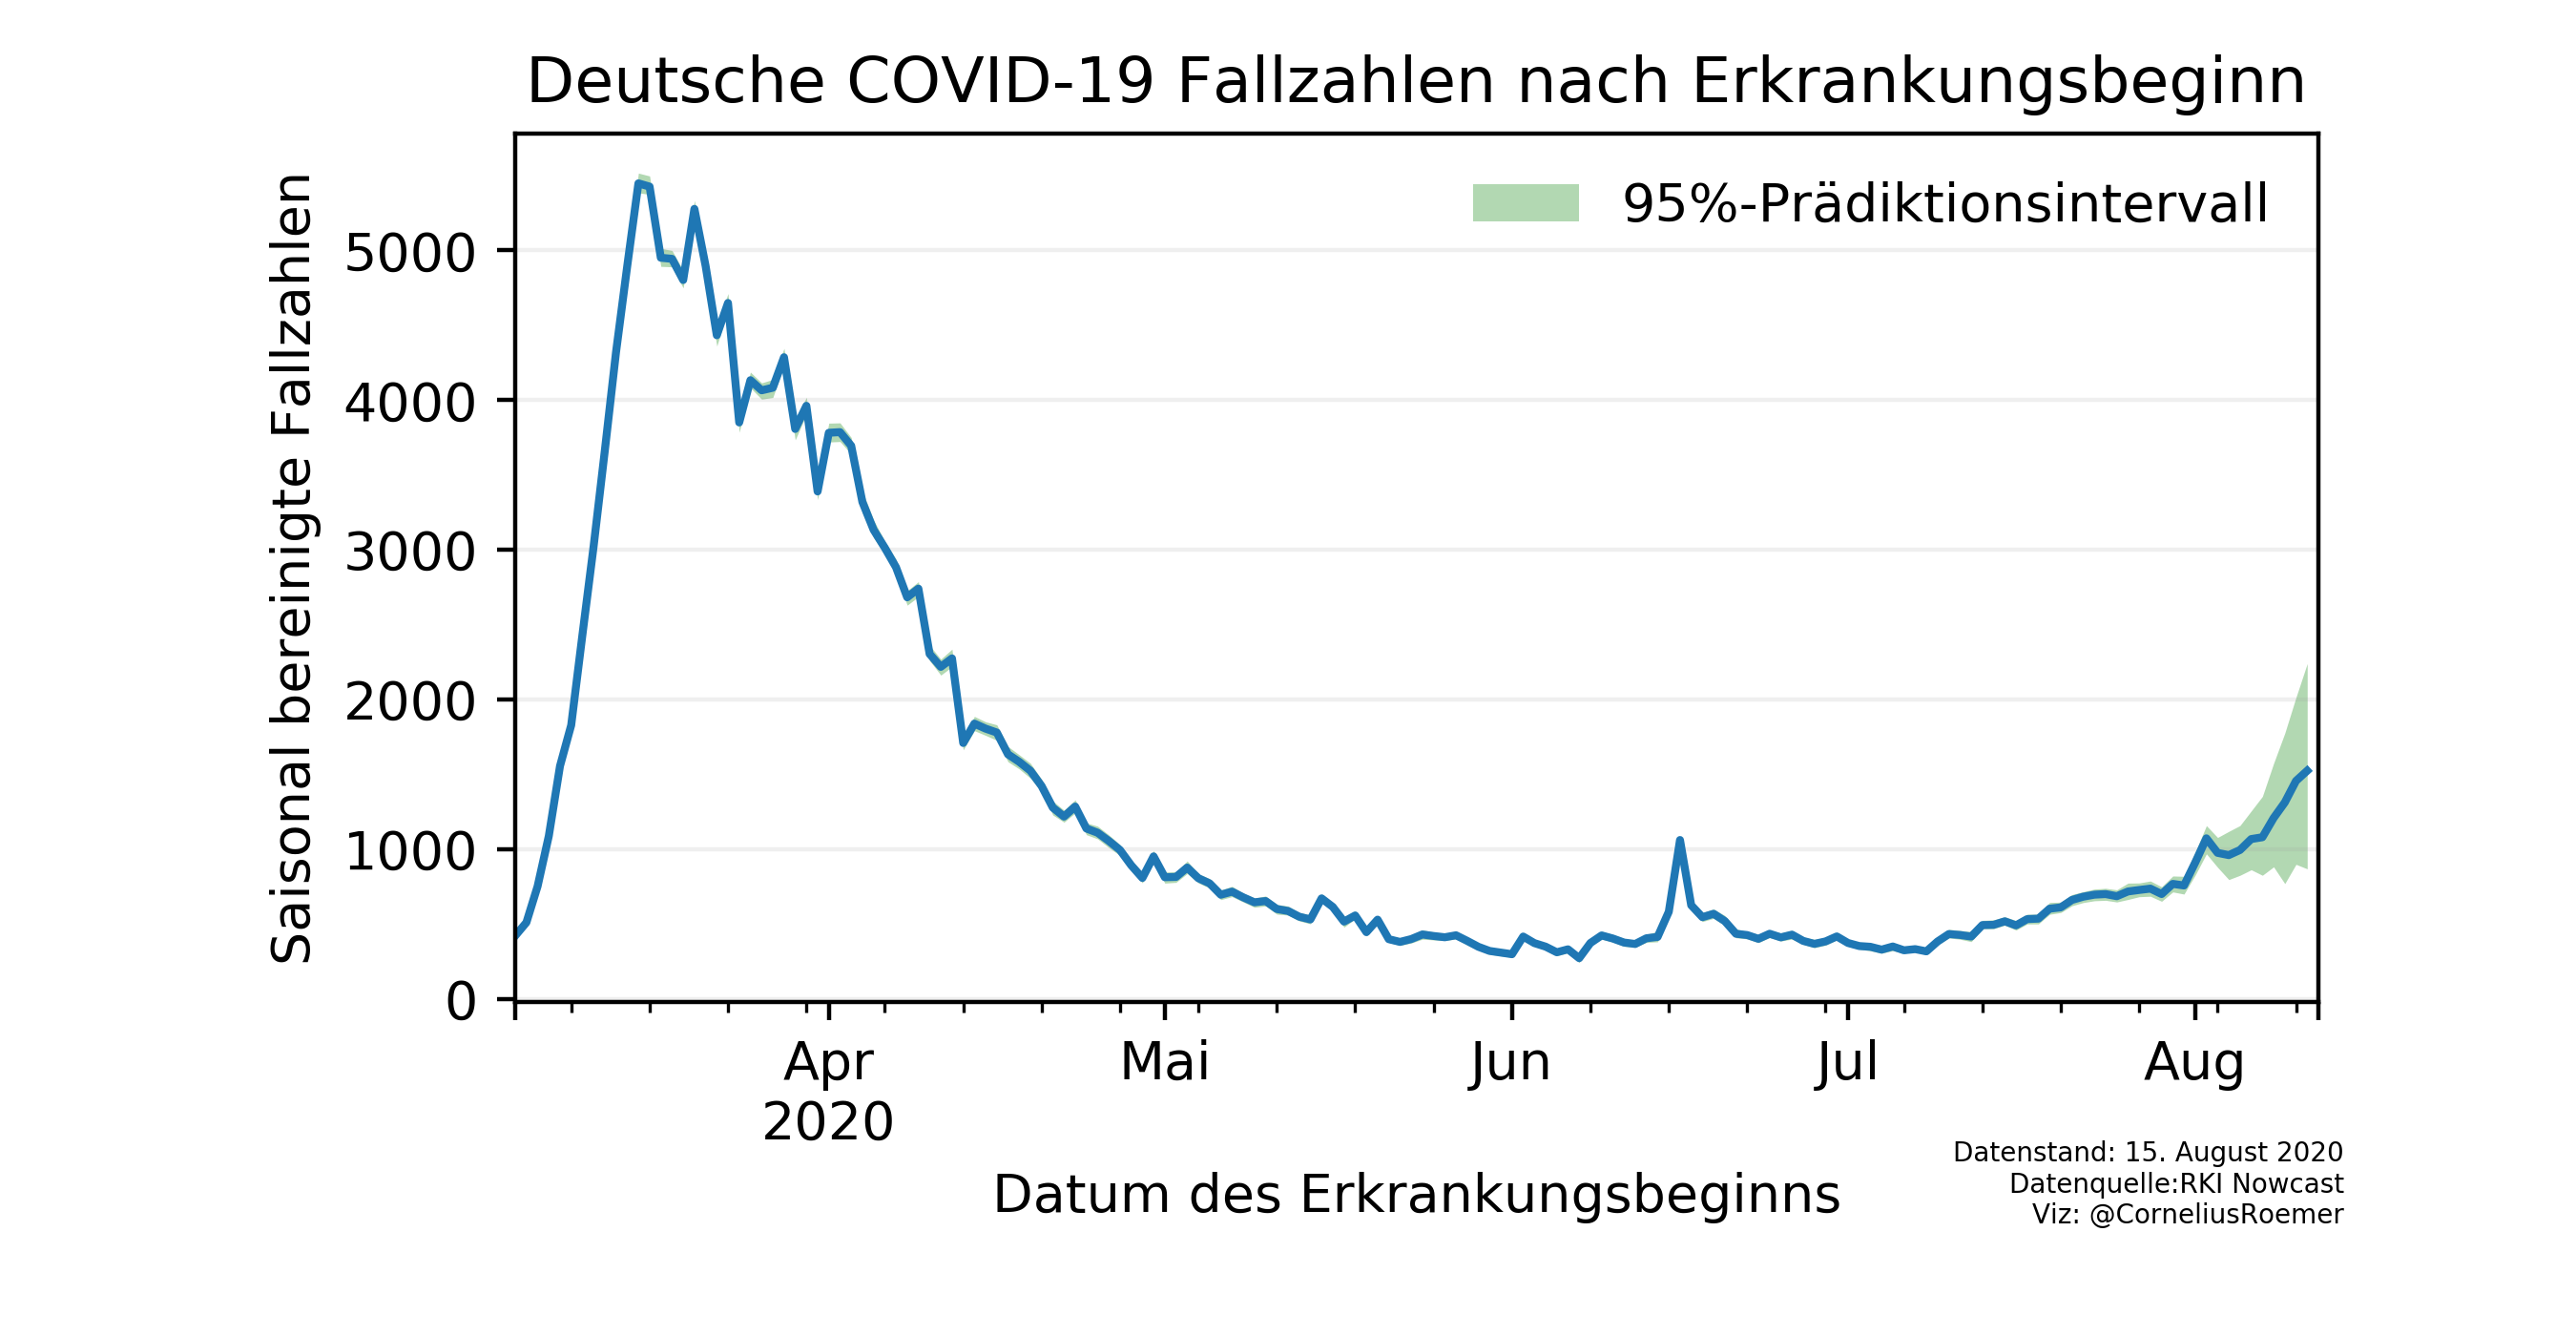 Deutsche COVID-19 Fallzahlen nach Erkrankungsbeginn
95%-Prädiktionsintervall
Saisonal bereinigte Fallzahlen
5000
4000
3000
2000
1000
0
Apr Mai Jun Jul Aug
2020
Datum des Erkrankungsbeginns
Datenstand: 15. August 2020
Datenquelle:RKI Nowcast
Viz: @CorneliusRoemer